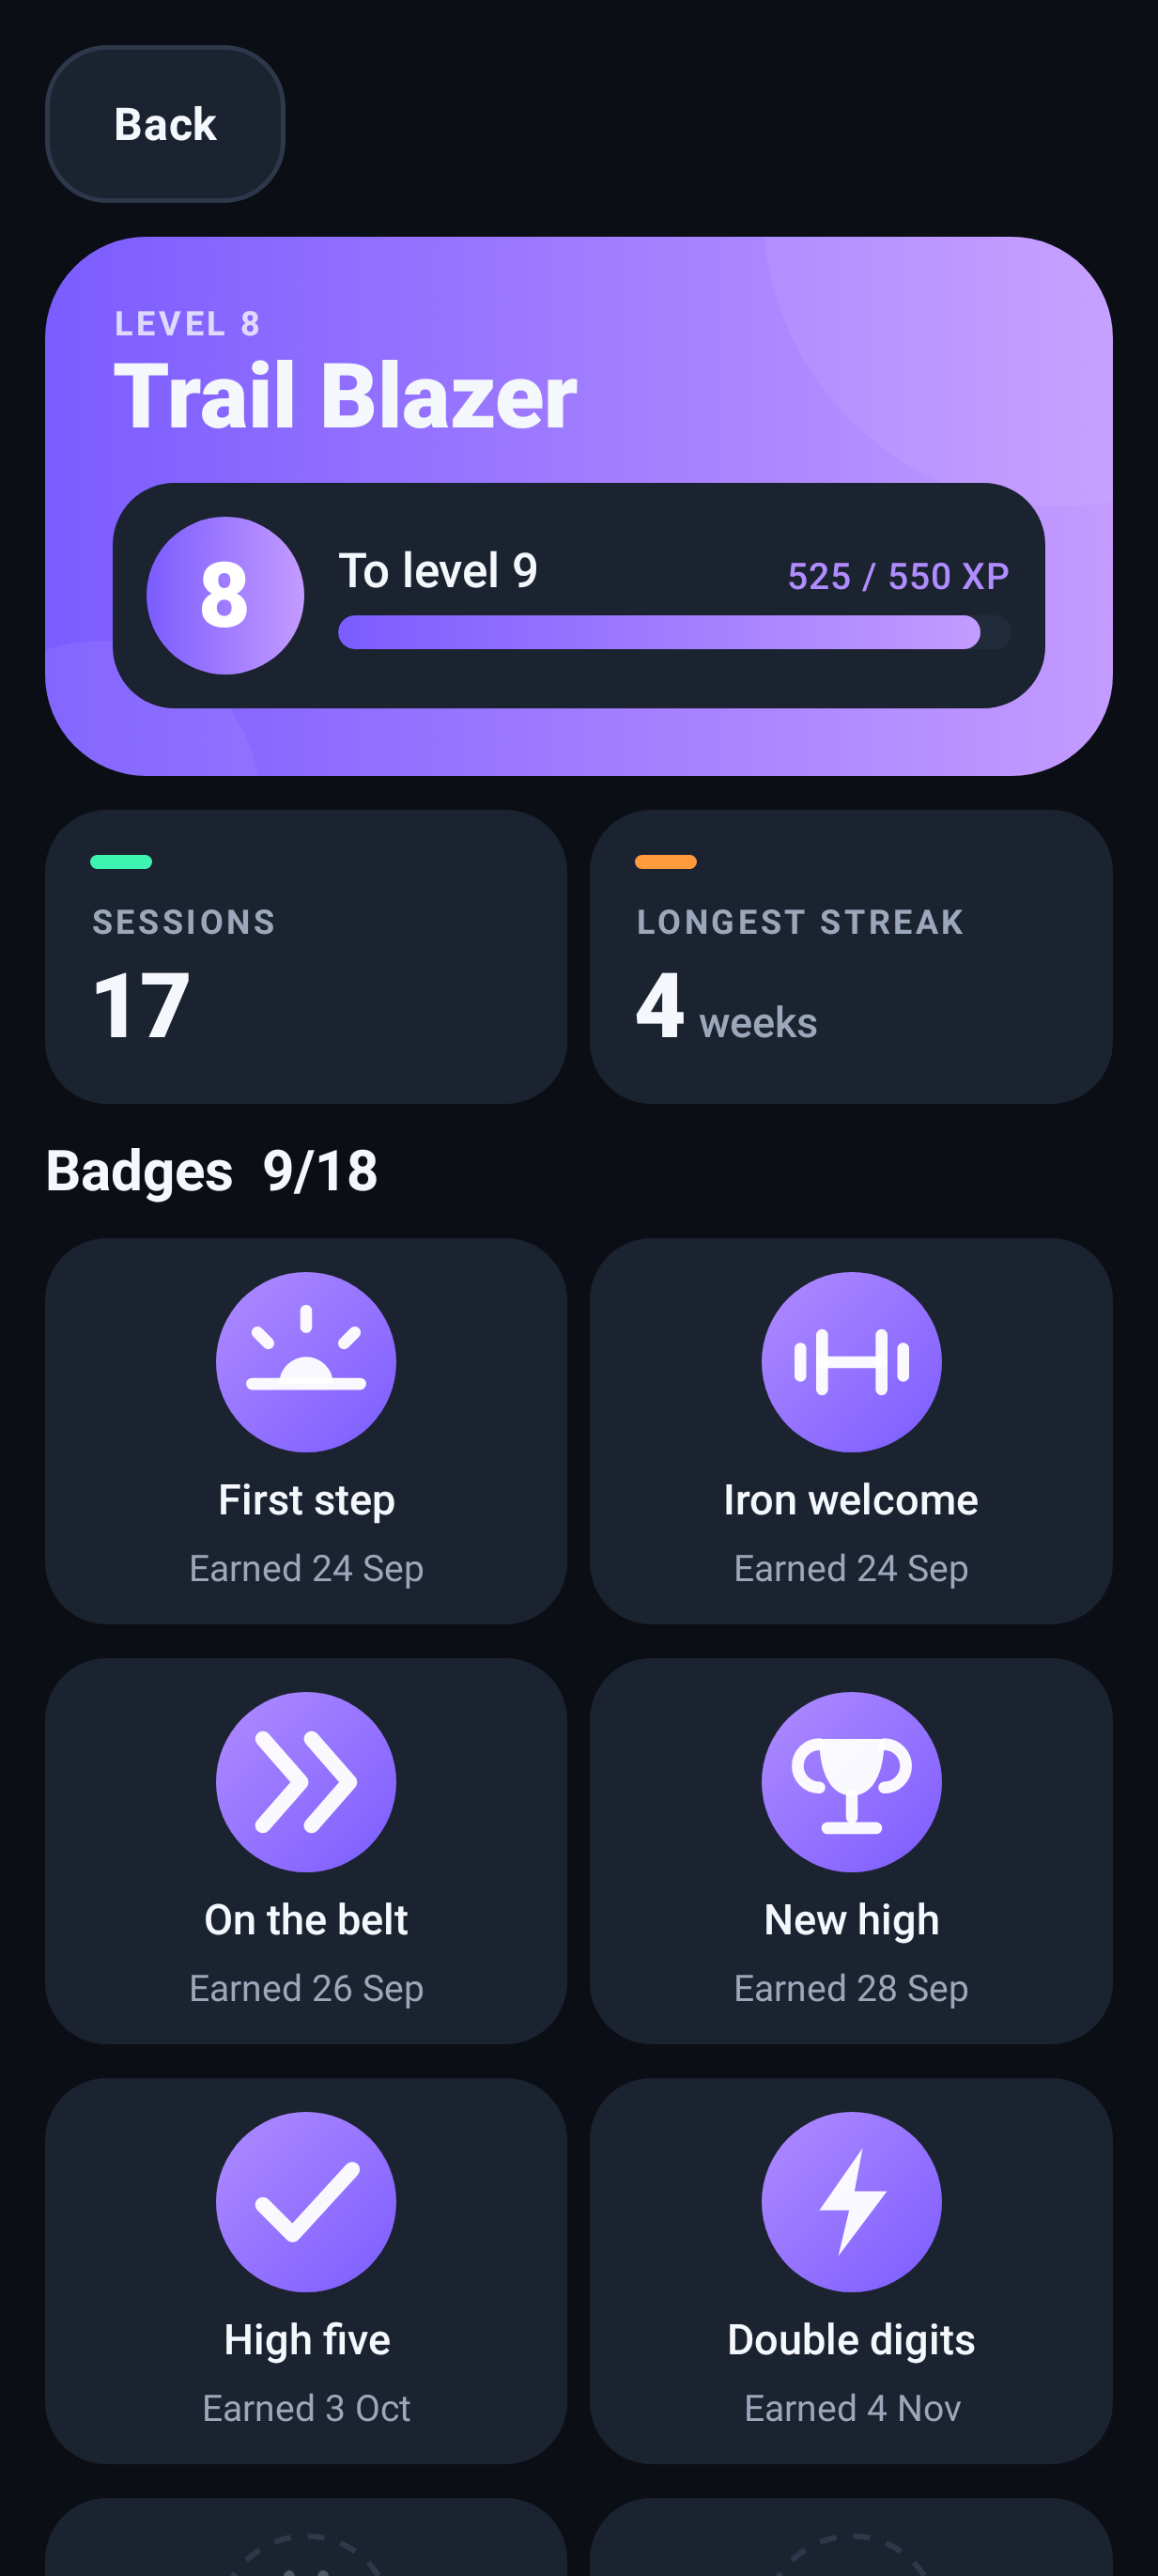 Back
LEVEL 8
Trail Blazer
8
To level 9
525 / 550 XP
SESSIONS
17
LONGEST STREAK
4 weeks
Badges 9/18
First step
Earned 24 Sep
Iron welcome
Earned 24 Sep
On the belt
Earned 26 Sep
New high
Earned 28 Sep
High five
Earned 3 Oct
Double digits
Earned 4 Nov